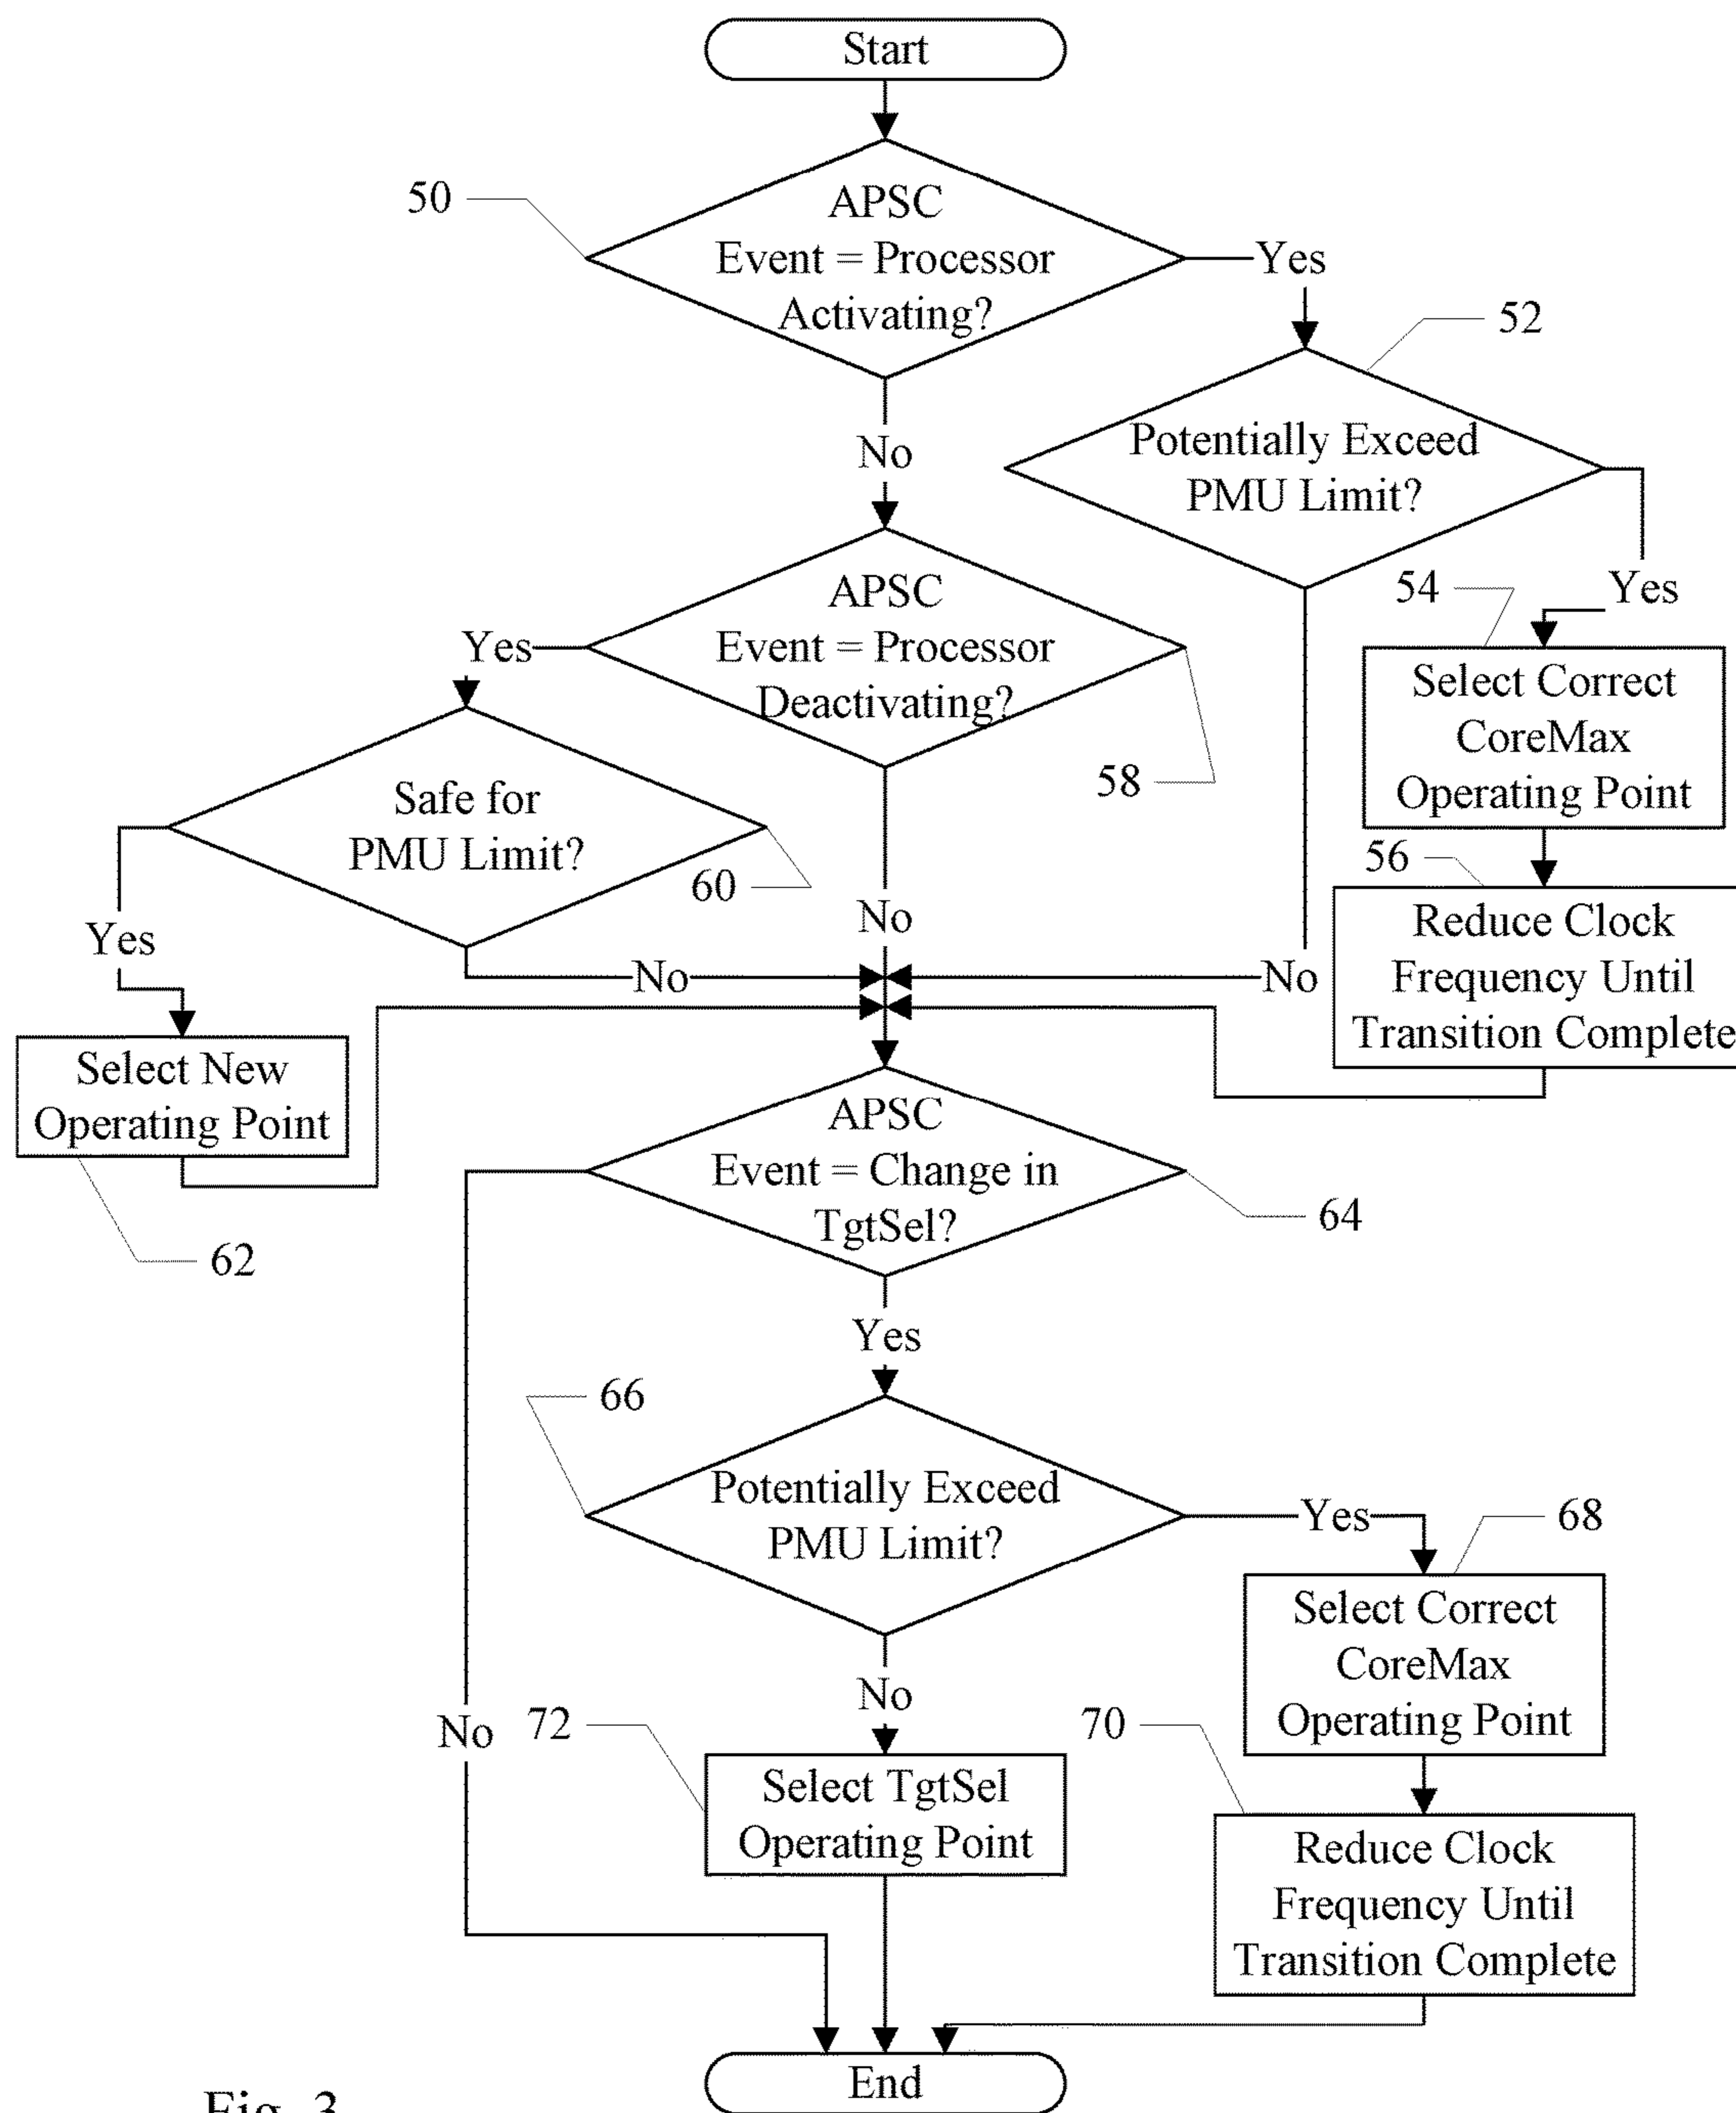 Start
50
APSC
Event = Processor
Activating?
Yes
52
No
Potentially Exceed
PMU Limit?
54
Yes
APSC
Event = Processor
Deactivating?
Yes
58
Select Correct
CoreMax
Operating Point
Safe for
PMU Limit?
60
56
No
Yes
Reduce Clock
Frequency Until
Transition Complete
No
No
Select New
Operating Point
62
APSC
Event = Change in
TgtSel?
64
Yes
66
Potentially Exceed
PMU Limit?
Yes
68
Select Correct
CoreMax
Operating Point
No
No
72
70
Select TgtSel
Operating Point
Reduce Clock
Frequency Until
Transition Complete
End
Fig. 3